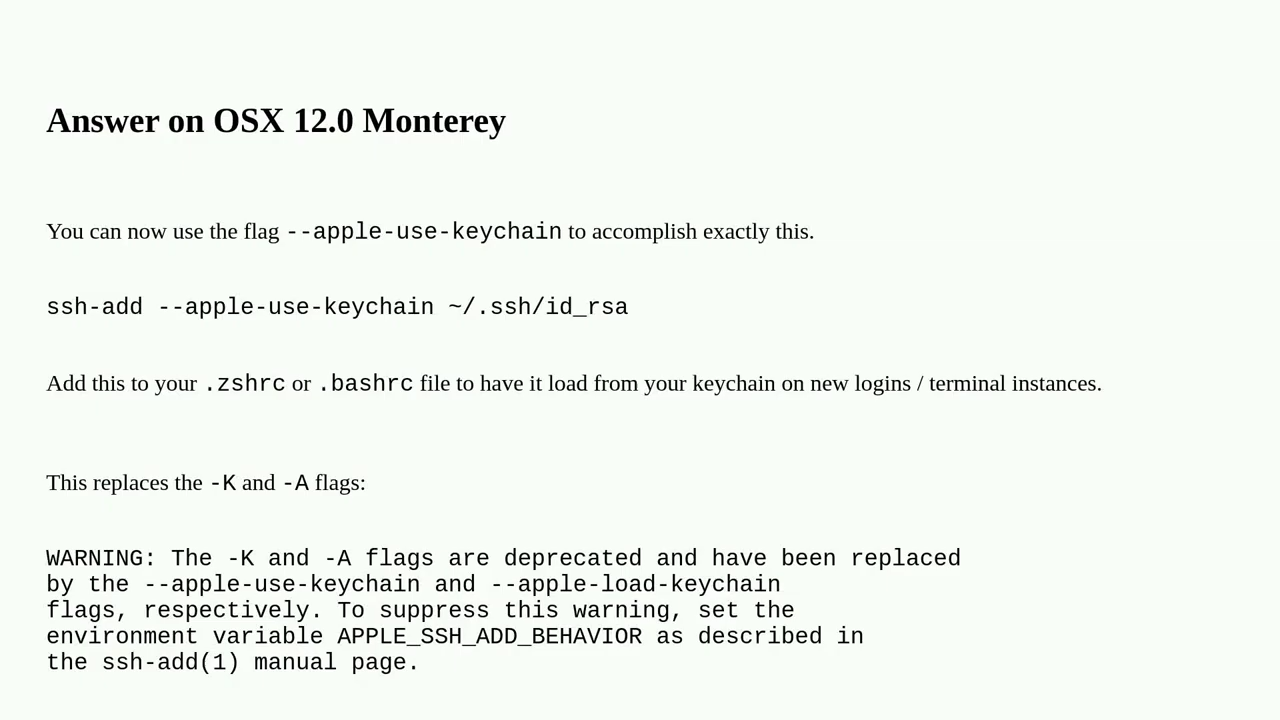 Answer on OSX 12.0 Monterey
You can now use the flag --apple-use-keychain to accomplish exactly this.
ssh-add --apple-use-keychain ~/.ssh/id_rsa
Add this to your .zshrc or .bashrc file to have it load from your keychain on new logins / terminal instances.
This replaces the -K and -A flags:
WARNING: The -K and -A flags are deprecated and have been replaced
by the --apple-use-keychain and --apple-load-keychain
flags, respectively. To suppress this warning, set the
environment variable APPLE_SSH_ADD_BEHAVIOR as described in
the ssh-add(1) manual page.